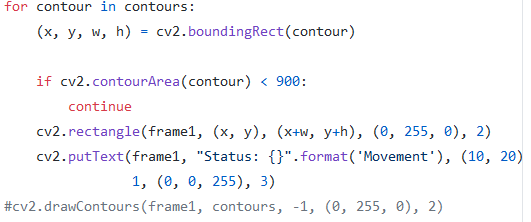 for contour in contours:
    (x, y, w, h) = cv2.boundingRect(contour)

    if cv2.contourArea(contour) < 900:
        continue
    cv2.rectangle(frame1, (x, y), (x+w, y+h), (0, 255, 0), 2)
    cv2.putText(frame1, "Status: {}".format('Movement'), (10, 20)
                1, (0, 0, 255), 3)
#cv2.drawContours(frame1, contours, -1, (0, 255, 0), 2)